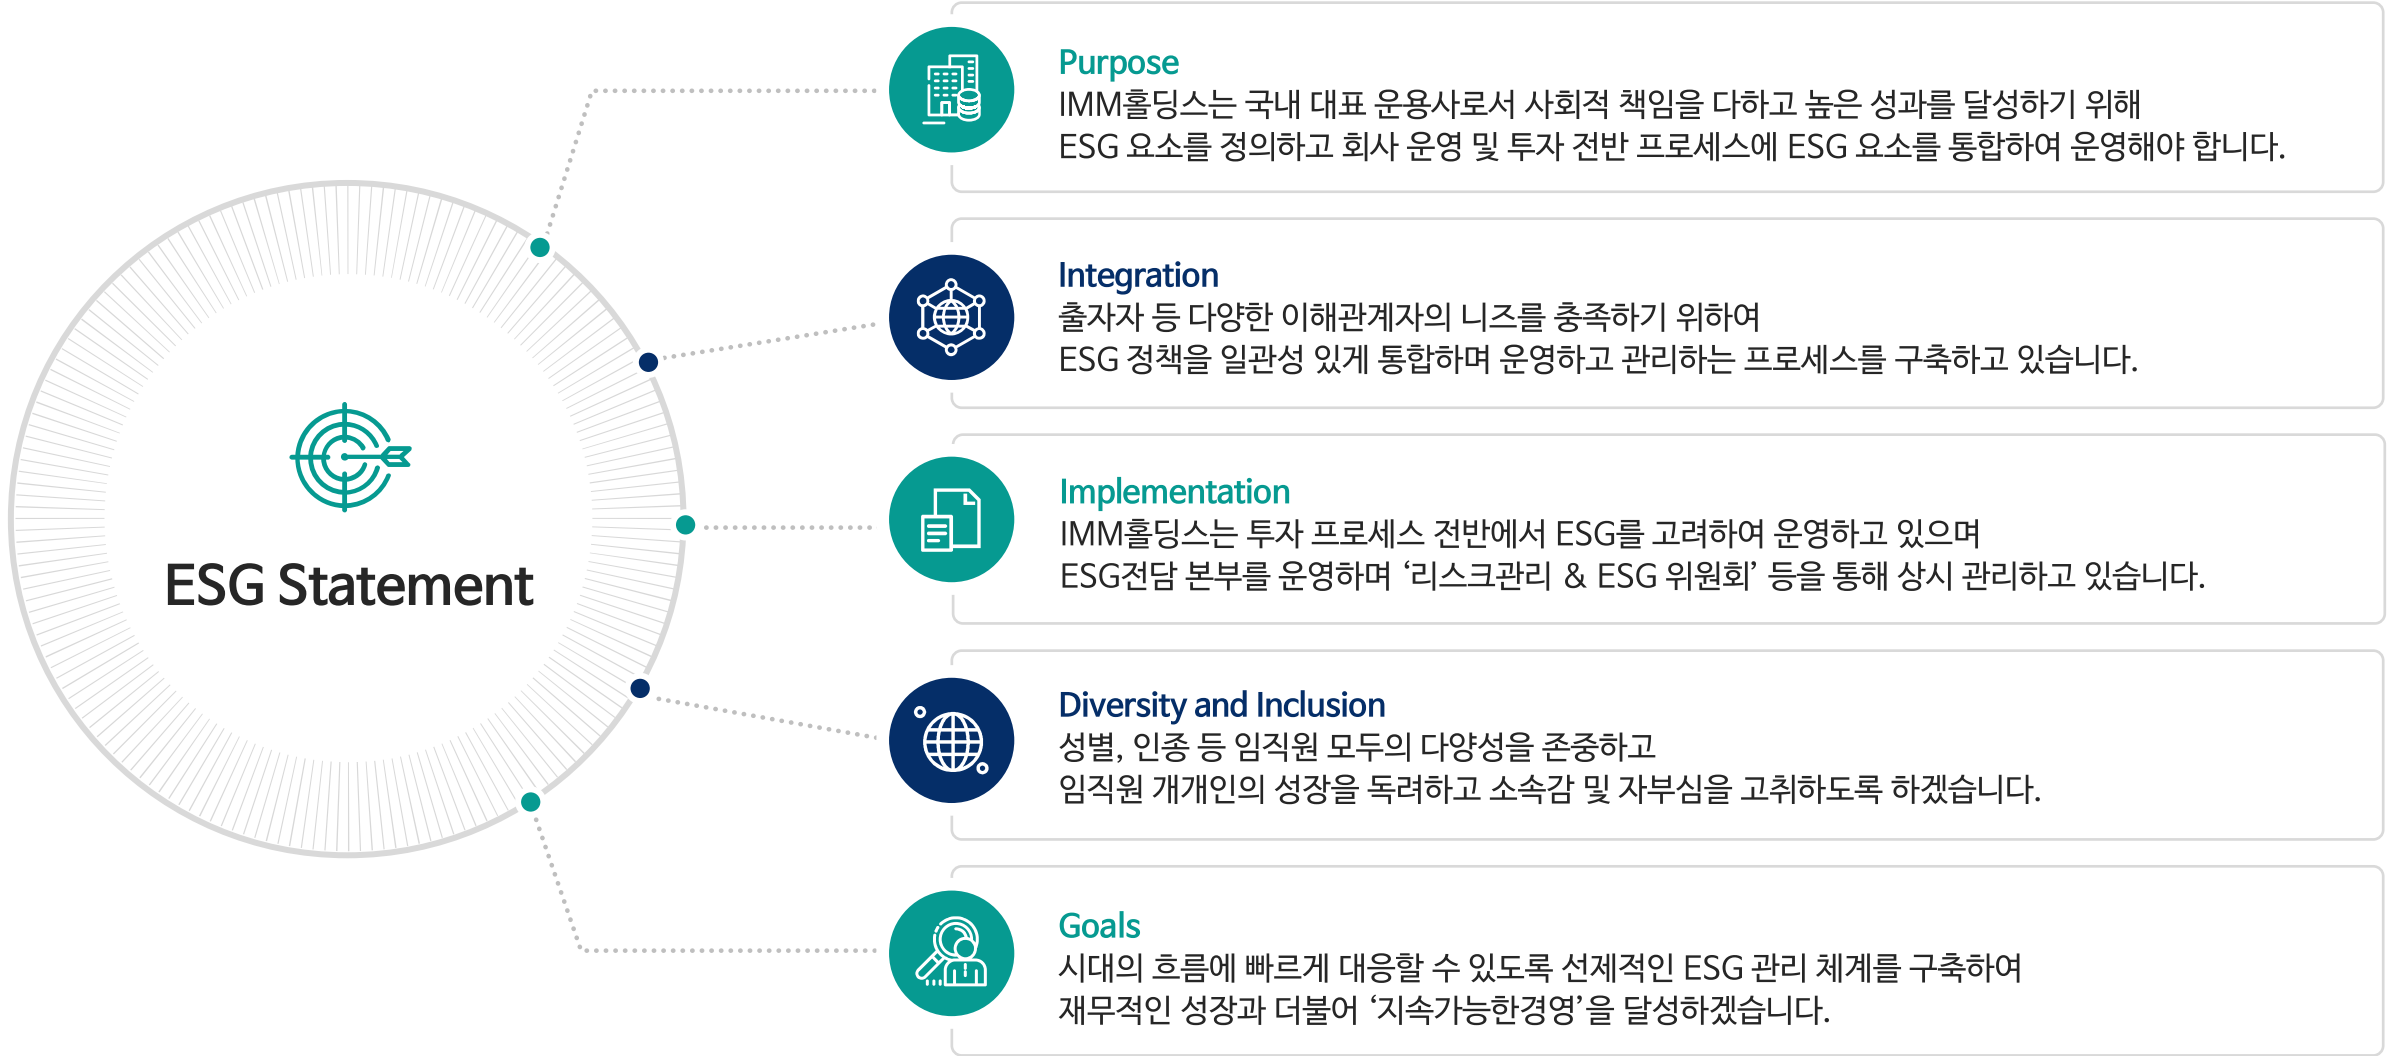 ESG Statement
Purpose
IMM홀딩스는 국내 대표 운용사로서 사회적 책임을 다하고 높은 성과를 달성하기 위해
ESG 요소를 정의하고 회사 운영 및 투자 전반 프로세스에 ESG 요소를 통합하여 운영해야 합니다.
Integration
출자자 등 다양한 이해관계자의 니즈를 충족하기 위하여
ESG 정책을 일관성 있게 통합하며 운영하고 관리하는 프로세스를 구축하고 있습니다.
Implementation
IMM홀딩스는 투자 프로세스 전반에서 ESG를 고려하여 운영하고 있으며
ESG전담 본부를 운영하며 ‘리스크관리 & ESG 위원회’ 등을 통해 상시 관리하고 있습니다.
Diversity and Inclusion
성별, 인종 등 임직원 모두의 다양성을 존중하고
임직원 개개인의 성장을 독려하고 소속감 및 자부심을 고취하도록 하겠습니다.
Goals
시대의 흐름에 빠르게 대응할 수 있도록 선제적인 ESG 관리 체계를 구축하여
재무적인 성장과 더불어 ‘지속가능한경영’을 달성하겠습니다.